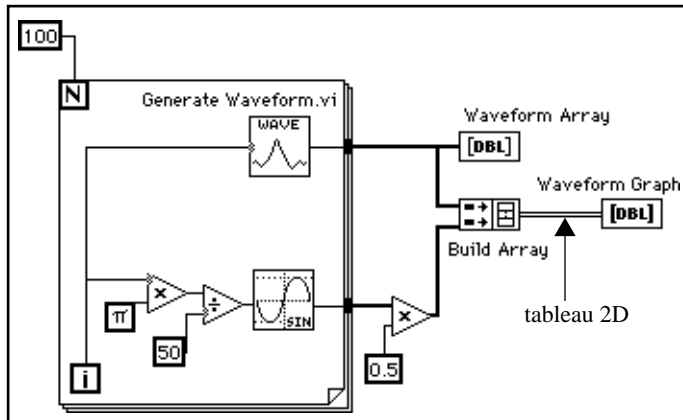 100
N
Generate Waveform.vi
WAVE
Waveform Array
[DBL]
Waveform Graph
[DBL]
Build Array
×
÷
π
SIN
×
tableau 2D
50
0.5
i